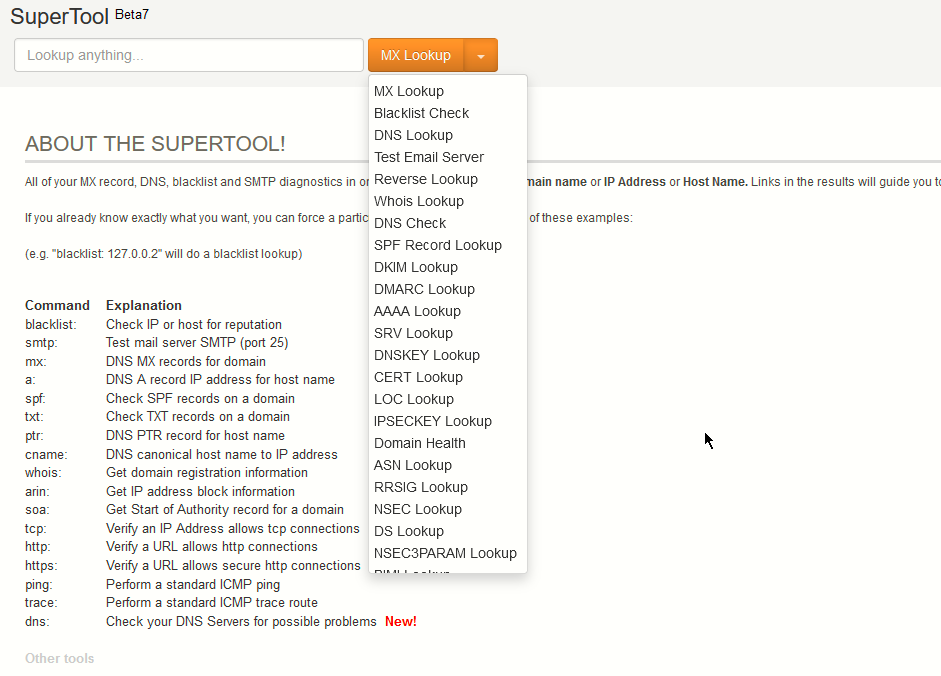 SuperTool Beta7
Lookup anything...
MX Lookup
MX Lookup
Blacklist Check
DNS Lookup
Test Email Server
Reverse Lookup
Whois Lookup
DNS Check
SPF Record Lookup
DKIM Lookup
DMARC Lookup
AAAA Lookup
SRV Lookup
DNSKEY Lookup
CERT Lookup
LOC Lookup
IPSECKEY Lookup
Domain Health
ASN Lookup
RRSIG Lookup
NSEC Lookup
DS Lookup
NSEC3PARAM Lookup
ABOUT THE SUPERTOOL!
All of your MX record, DNS, blacklist and SMTP diagnostics in name or IP Address or Host Name. Links in the results will guide you
If you already know exactly what you want, you can force a of these examples:
(e.g. "blacklist: 127.0.0.2" will do a blacklist lookup)
Command Explanation
blacklist: Check IP or host for reputation
smtp: Test mail server SMTP (port 25)
mx: DNS MX records for domain
a: DNS A record IP address for host name
spf: Check SPF records on a domain
txt: Check TXT records on a domain
ptr: DNS PTR record for host name
cname: DNS canonical host name to IP address
whois: Get domain registration information
arin: Get IP address block information
soa: Get Start of Authority record for a domain
tcp: Verify an IP Address allows tcp connections
http: Verify a URL allows http connections
https: Verify a URL allows secure http connections
ping: Perform a standard ICMP ping
trace: Perform a standard ICMP trace route
dns: Check your DNS Servers for possible problems New!
Other tools